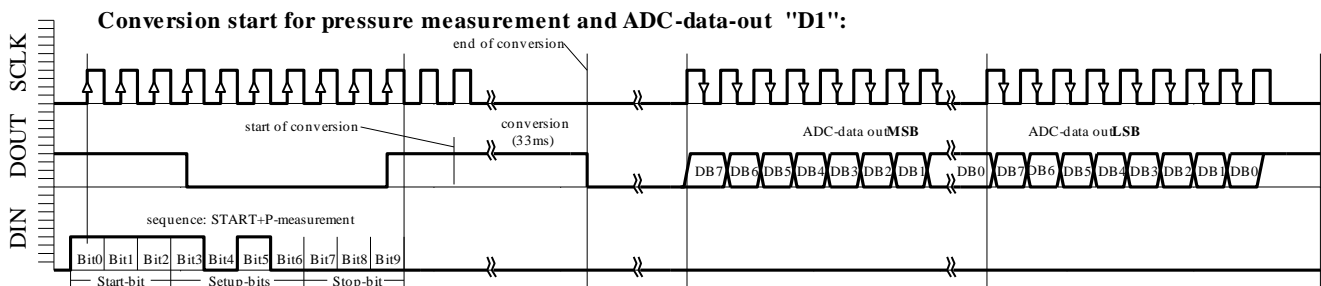 Conversion start for pressure measurement and ADC-data-out "D1":
end of conversion
SCLK
start of conversion
conversion
(33ms)
ADC-data outMSB
ADC-data outLSB
DOUT
DB7 DB6 DB5 DB4 DB3 DB2 DB1 DB0 DB7 DB6 DB5 DB4 DB3 DB2 DB1 DB0
sequence: START+P-measurement
DIN
Bit0 Bit1 Bit2 Bit3 Bit4 Bit5 Bit6 Bit7 Bit8 Bit9
Start-bit Setup-bits Stop-bit